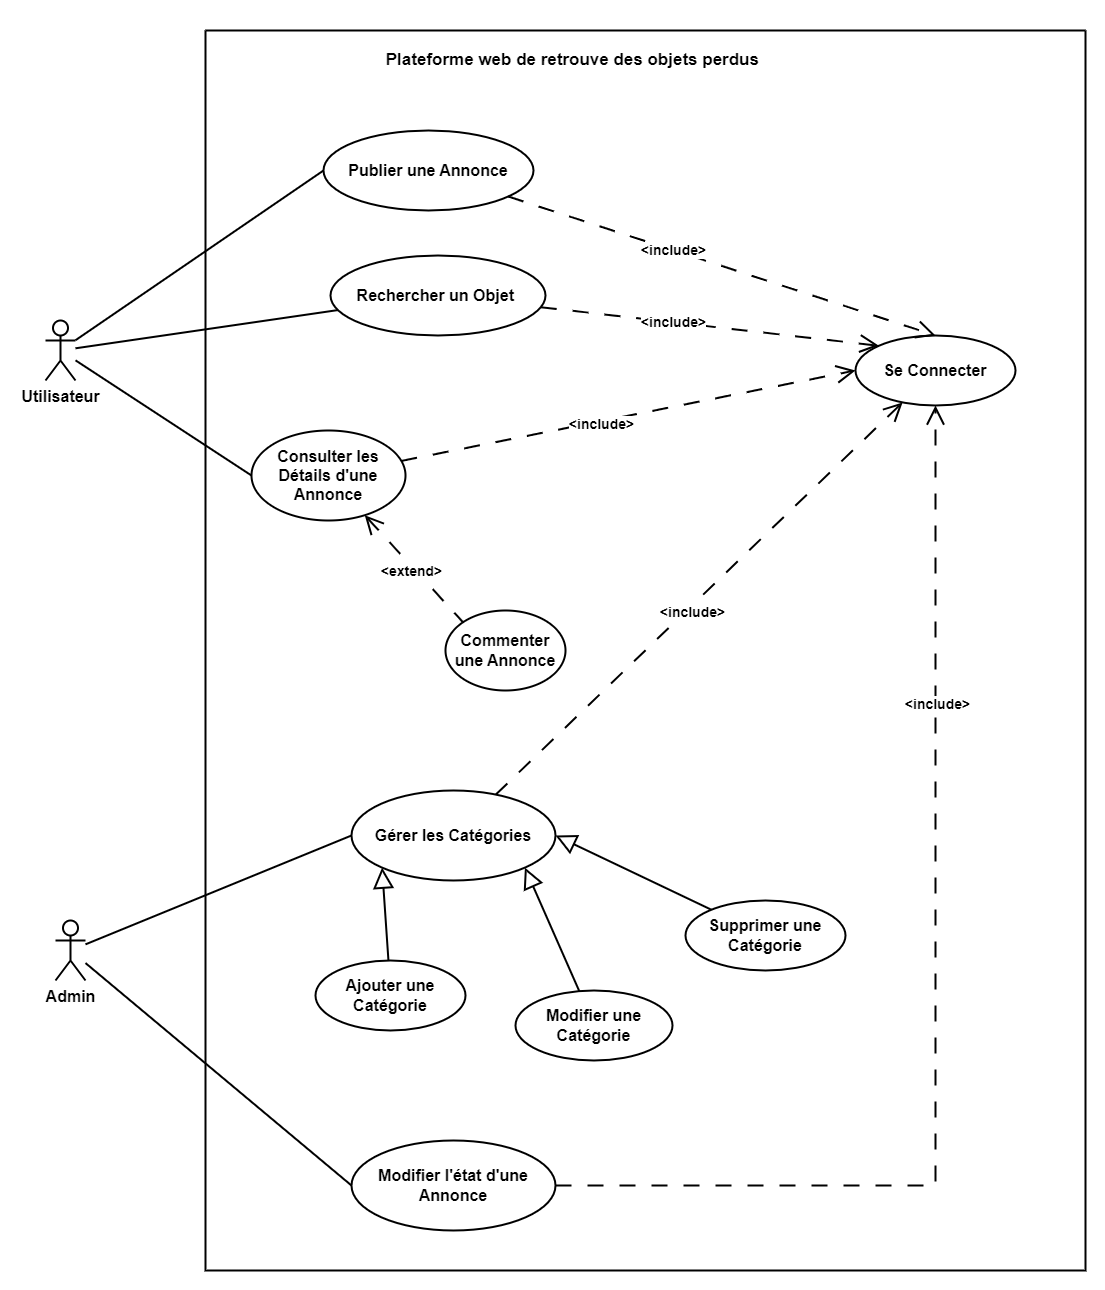 Plateforme web de retrouve des objets perdus
Publier une Annonce
<include>
Rechercher un Objet
<include>
Se Connecter
Utilisateur
<include>
Consulter les
Détails d'une
Annonce
<extend>
Commenter
une Annonce
<include>
<include>
Gérer les Catégories
Supprimer une
Catégorie
Ajouter une
Catégorie
Modifier une
Catégorie
Admin
Modifier l'état d'une
Annonce